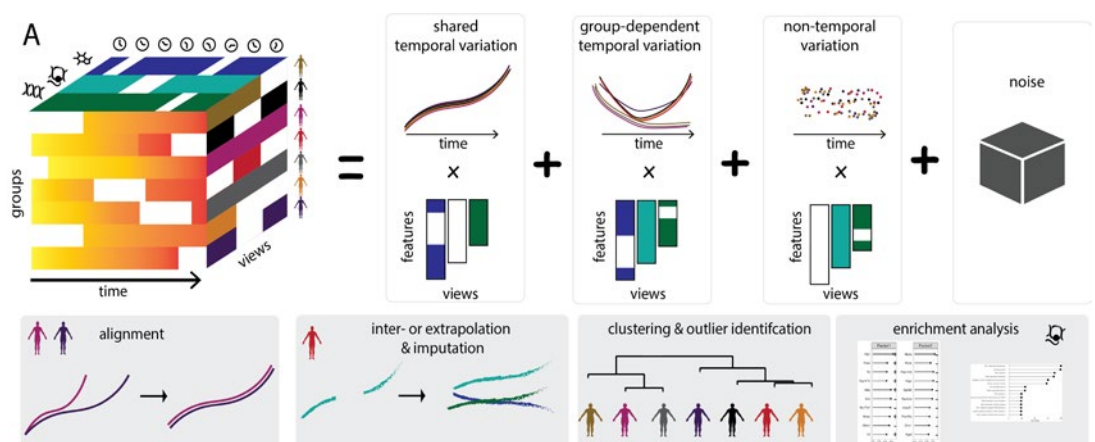 A
groups
time
views
shared
temporal variation
time
features
views
group-dependent
temporal variation
time
features
views
non-temporal
variation
time
features
views
noise
alignment
inter- or extrapolation
& imputation
clustering & outlier identifcation
enrichment analysis